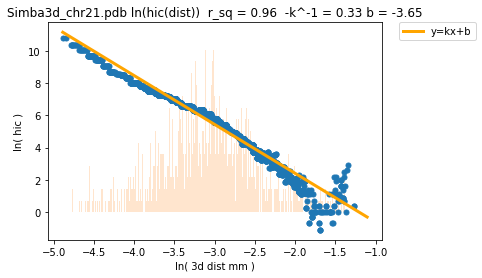 Simba3d_chr21.pdb ln(hic(dist))  r_sq = 0.96  -k^-1 = 0.33 b = -3.65
y=kx+b
ln( hic )
10
8
6
4
2
0
−5.0 −4.5 −4.0 −3.5 −3.0 −2.5 −2.0 −1.5 −1.0
ln( 3d dist mm )